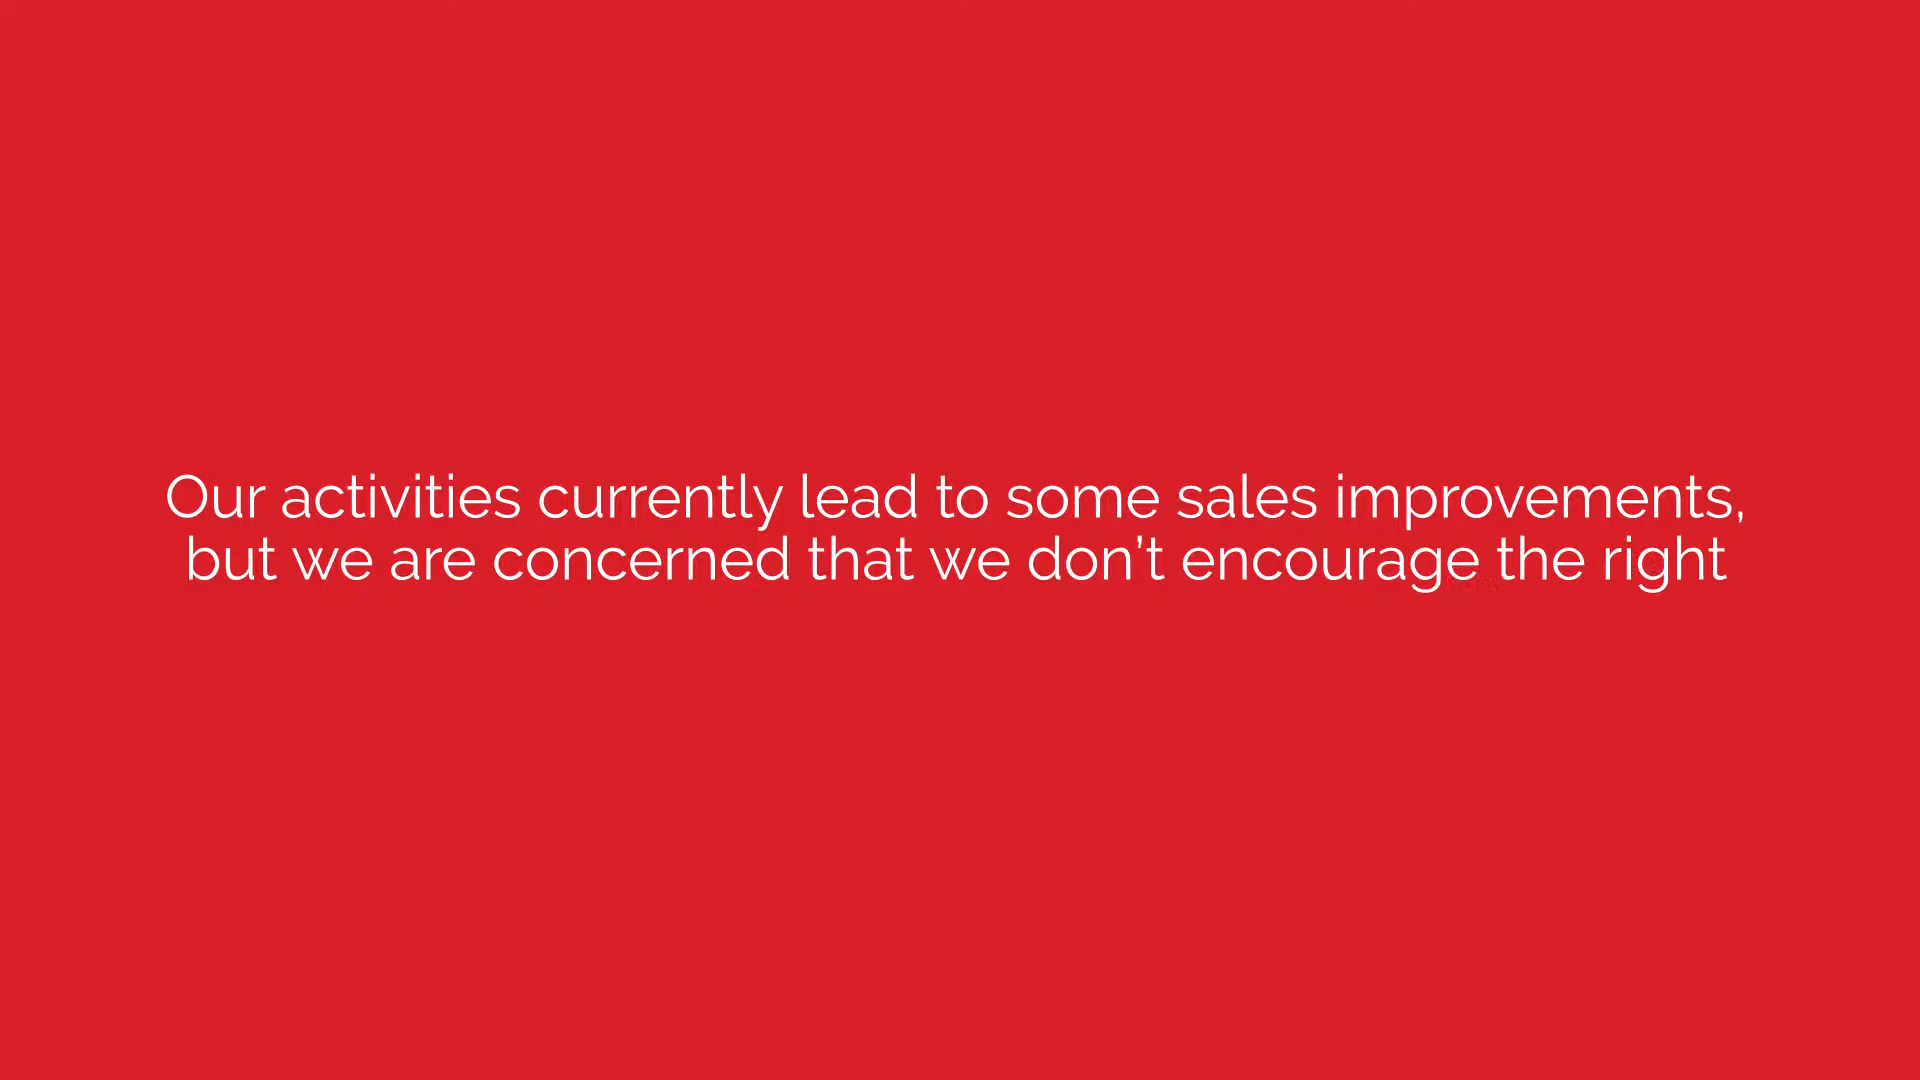 Our activities currently lead to some sales improvements,
but we are concerned that we don’t encourage the right